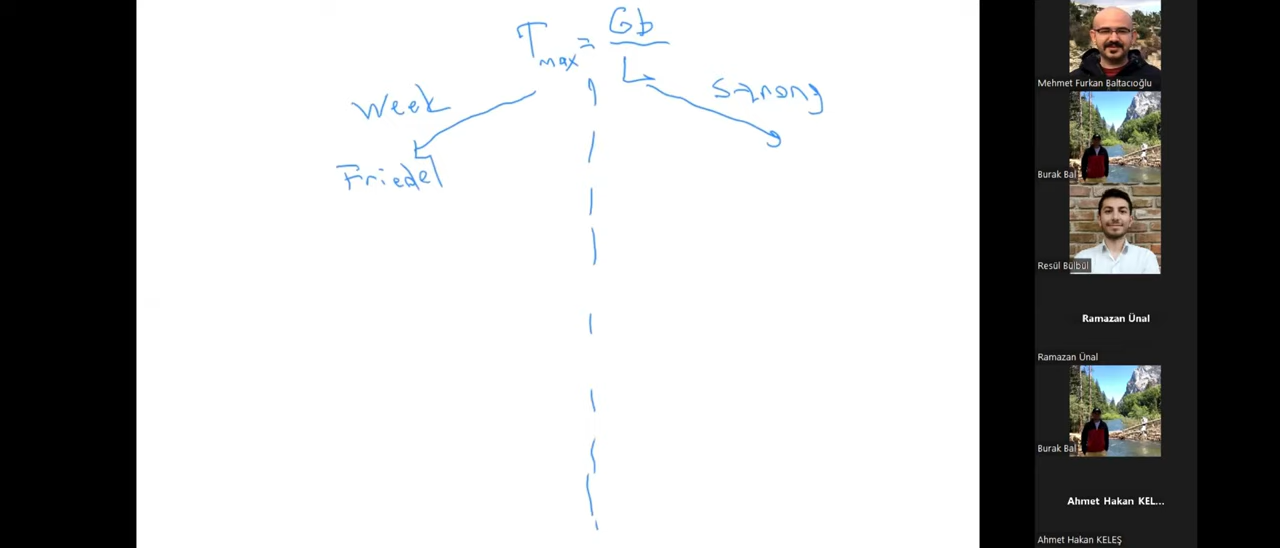 τmax = Gb
L
Week
Strong
Friedel
Mehmet Furkan Baltacıoğlu
Burak Bal
Resül Bülbül
Ramazan Ünal
Ramazan Ünal
Burak Bal
Ahmet Hakan KEL...
Ahmet Hakan KELEŞ